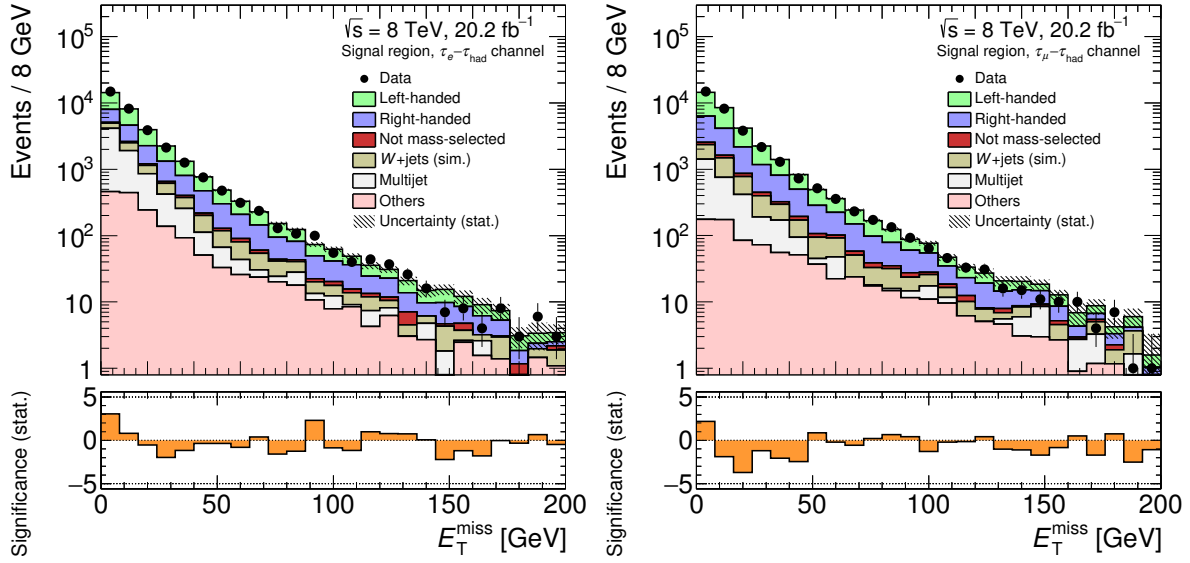 √s = 8 TeV, 20.2 fb⁻¹
Signal region, τe−τhad channel
Data
Left-handed
Right-handed
Not mass-selected
W+jets (sim.)
Multijet
Others
Uncertainty (stat.)
Events / 8 GeV
10⁵
10⁴
10³
10²
10
1
Significance (stat.)
5
0
−5
0 50 100 150 200
E_T^miss [GeV]
√s = 8 TeV, 20.2 fb⁻¹
Signal region, τμ−τhad channel
Data
Left-handed
Right-handed
Not mass-selected
W+jets (sim.)
Multijet
Others
Uncertainty (stat.)
Events / 8 GeV
10⁵
10⁴
10³
10²
10
1
Significance (stat.)
5
0
−5
0 50 100 150 200
E_T^miss [GeV]